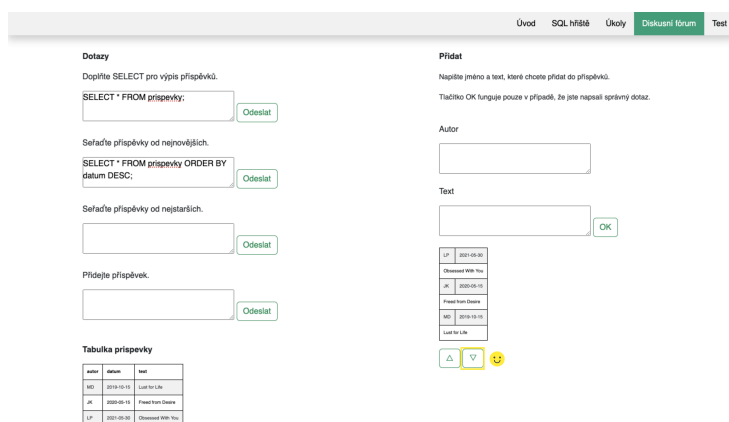 Úvod SQL hřiště Úkoly Diskusní fórum Test
Dotazy
Doplňte SELECT pro výpis příspěvků.
SELECT * FROM prispevky;
Odeslat
Seřaďte příspěvky od nejnovějších.
SELECT * FROM prispevky ORDER BY
datum DESC;
Odeslat
Seřaďte příspěvky od nejstarších.
Odeslat
Přidejte příspěvek.
Odeslat
Tabulka prispevky
autor datum text
MD 2019-10-15 Lust for Life
JK 2020-05-15 Freed from Desire
LP 2021-05-30 Obsessed With You
Přidat
Napište jméno a text, které chcete přidat do příspěvků.
Tlačítko OK funguje pouze v případě, že jste napsali správný dotaz.
Autor
Text
OK
LP 2021-05-30
Obsessed With You
JK 2020-05-15
Freed from Desire
MD 2019-10-15
Lust for Life